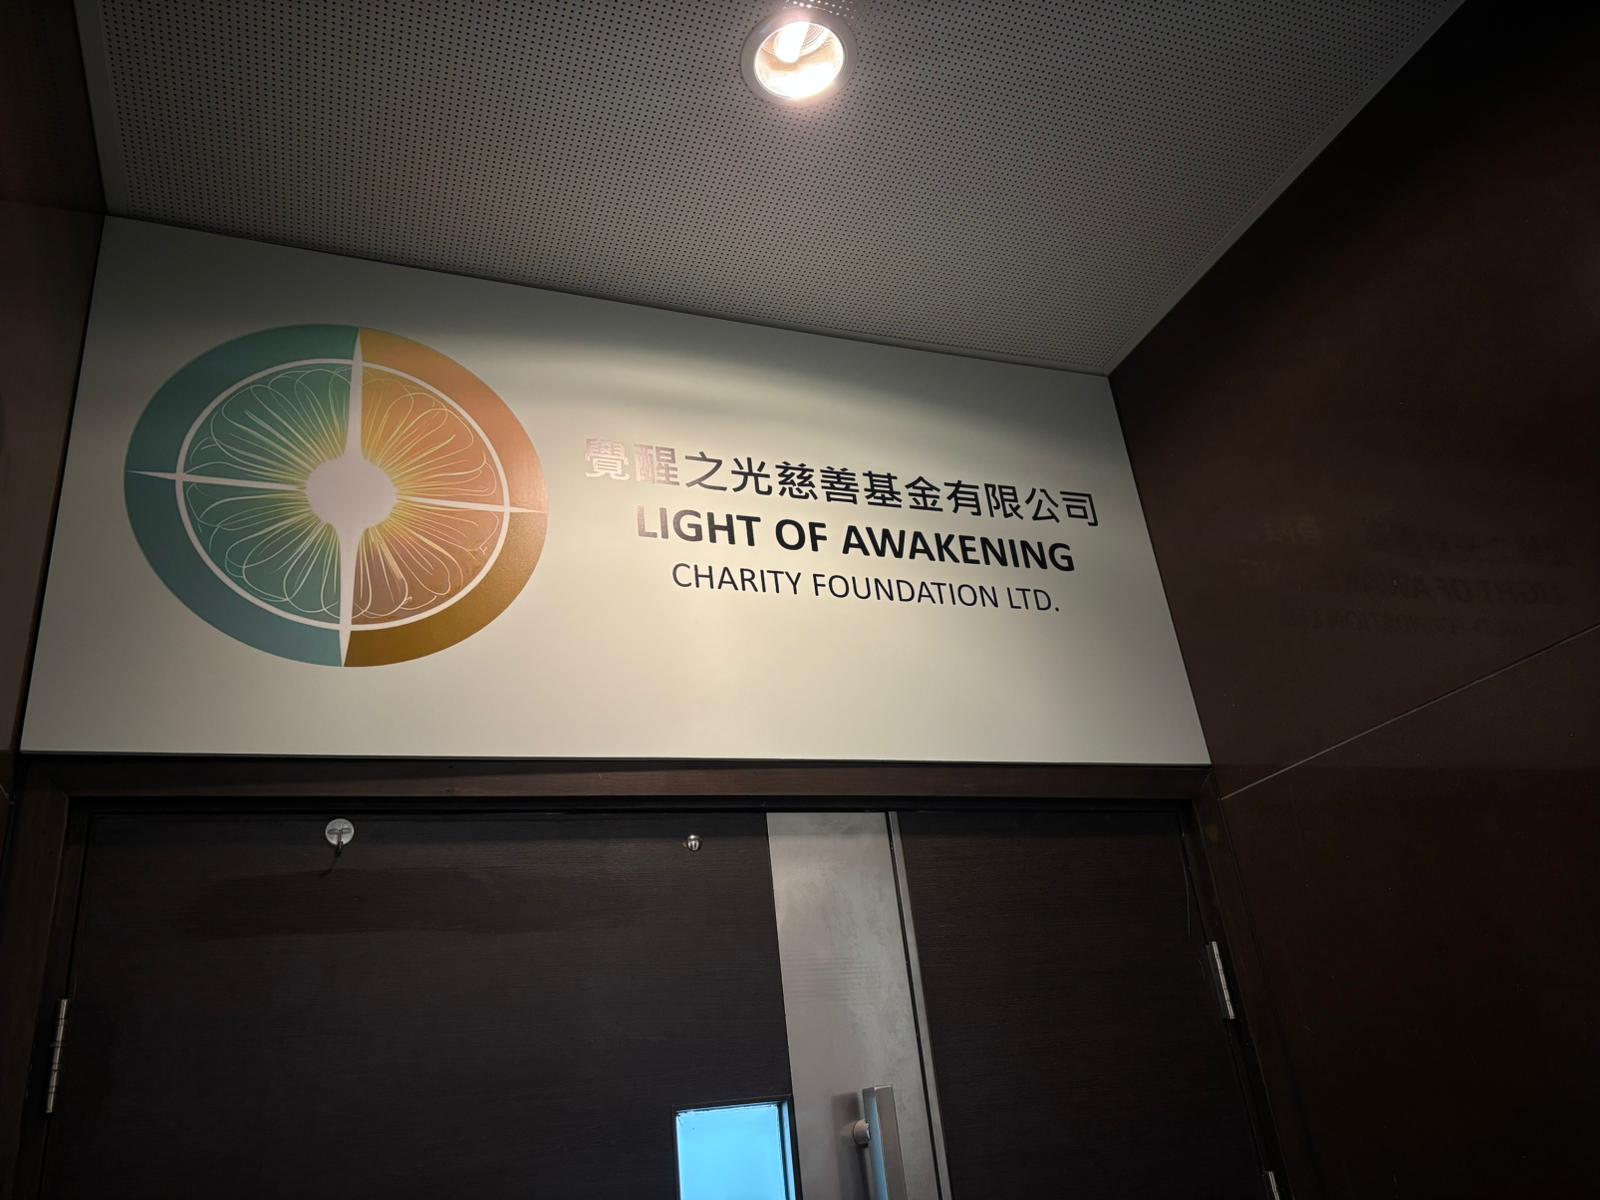 覺醒之光慈善基金有限公司
LIGHT OF AWAKENING
CHARITY FOUNDATION LTD.